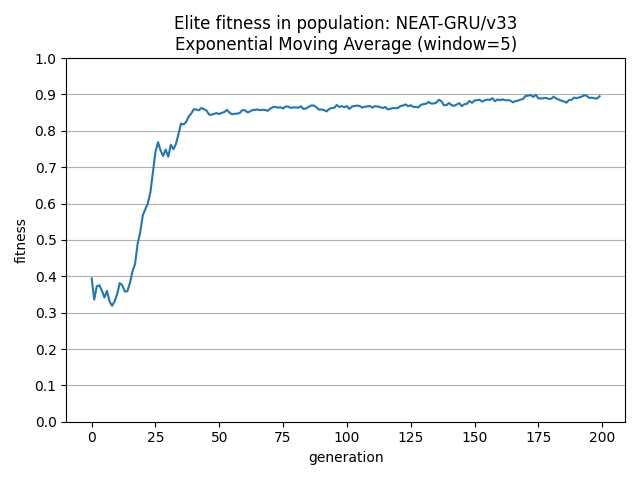 Elite fitness in population: NEAT-GRU/v33
Exponential Moving Average (window=5)
1.0
0.9
0.8
0.7
0.6
0.5
0.4
0.3
0.2
0.1
0.0
fitness
0 25 50 75 100 125 150 175 200
generation